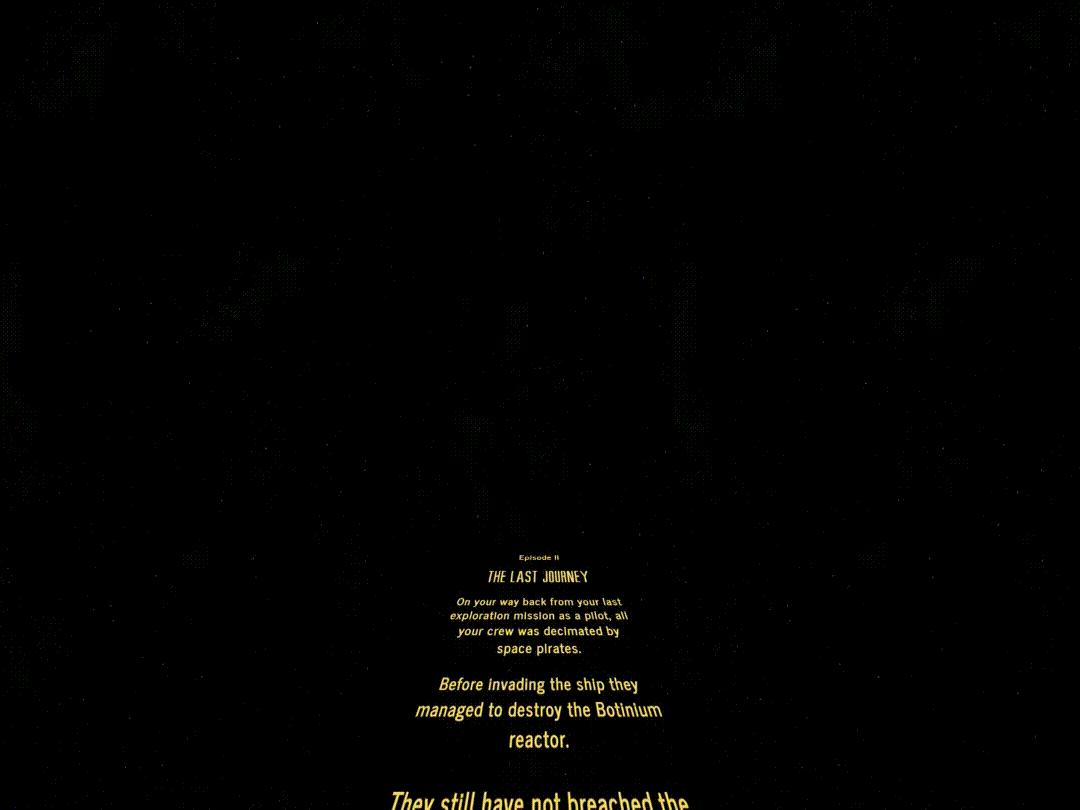 Episode II
THE LAST JOURNEY
On your way back from your last
exploration mission as a pilot, all
your crew was decimated by
space pirates.
Before invading the ship they
managed to destroy the Botinium
reactor.
They still have not breached the